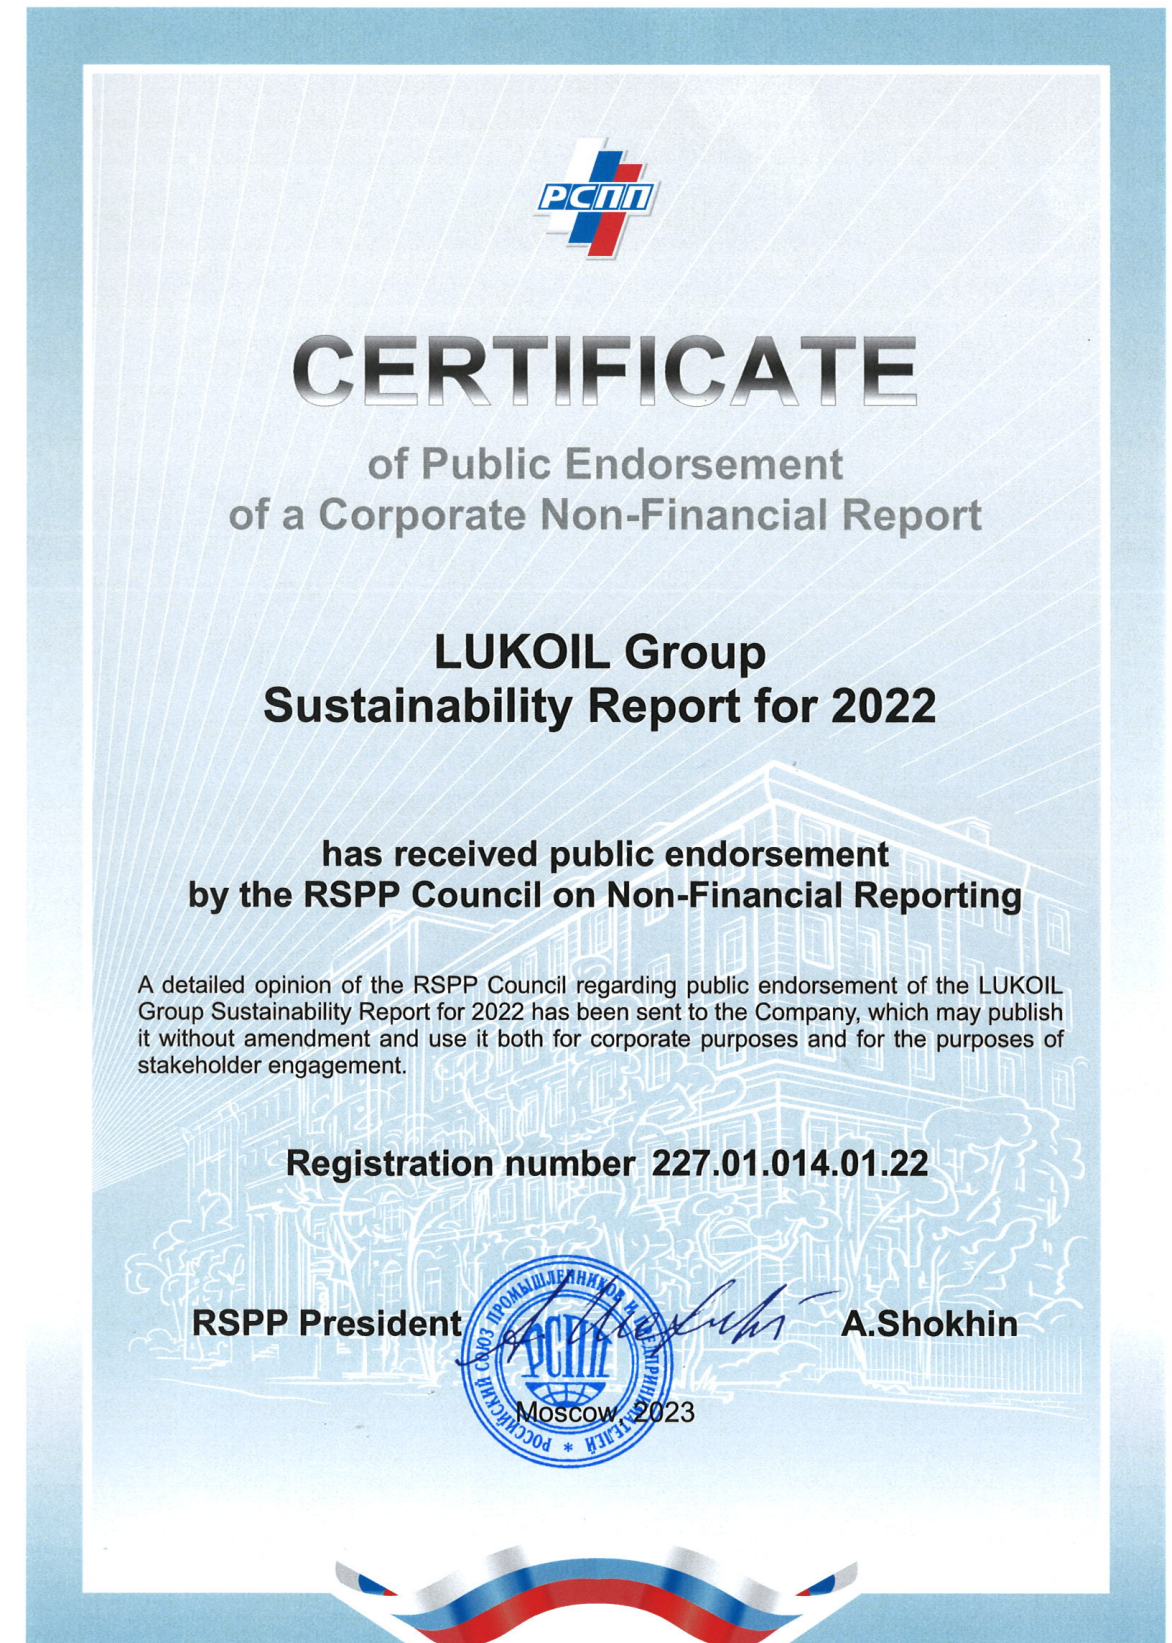 РСПП
CERTIFICATE
of Public Endorsement
of a Corporate Non-Financial Report
LUKOIL Group
Sustainability Report for 2022
has received public endorsement
by the RSPP Council on Non-Financial Reporting
A detailed opinion of the RSPP Council regarding public endorsement of the LUKOIL
Group Sustainability Report for 2022 has been sent to the Company, which may publish
it without amendment and use it both for corporate purposes and for the purposes of
stakeholder engagement.
Registration number 227.01.014.01.22
RSPP President
A.Shokhin
РОССИЙСКИЙ СОЮЗ ПРОМЫШЛЕННИКОВ И ПРЕДПРИНИМАТЕЛЕЙ *
РСПП
Moscow, 2023